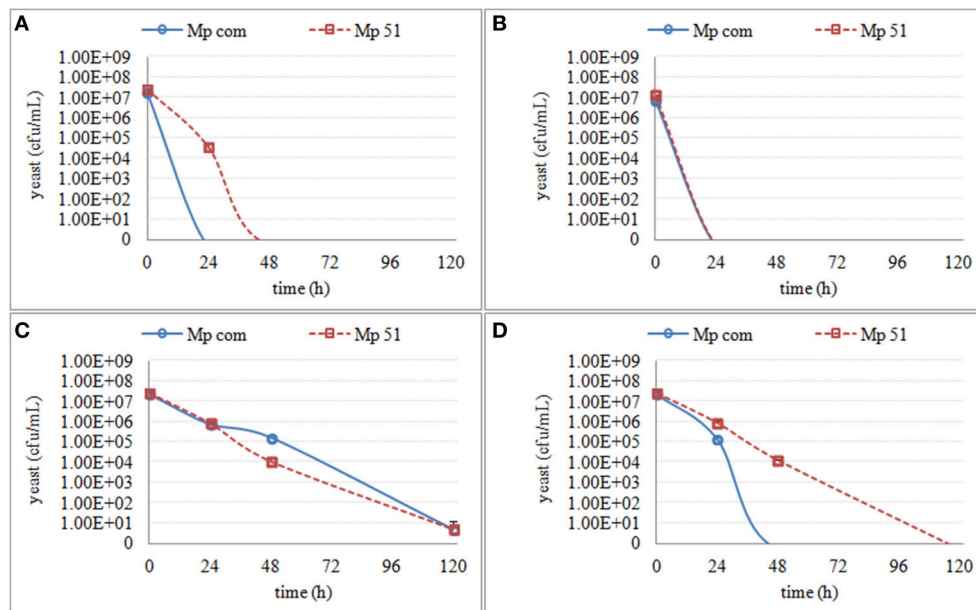 A
Mp com Mp 51
1.00E+09
1.00E+08
1.00E+07
1.00E+06
1.00E+05
1.00E+04
1.00E+03
1.00E+02
1.00E+01
0
yeast (cfu/mL)
0 24 48 72 96 120
time (h)
B
Mp com Mp 51
1.00E+09
1.00E+08
1.00E+07
1.00E+06
1.00E+05
1.00E+04
1.00E+03
1.00E+02
1.00E+01
0
yeast (cfu/mL)
0 24 48 72 96 120
time (h)
C
Mp com Mp 51
1.00E+09
1.00E+08
1.00E+07
1.00E+06
1.00E+05
1.00E+04
1.00E+03
1.00E+02
1.00E+01
0
yeast (cfu/mL)
0 24 48 72 96 120
time (h)
D
Mp com Mp 51
1.00E+09
1.00E+08
1.00E+07
1.00E+06
1.00E+05
1.00E+04
1.00E+03
1.00E+02
1.00E+01
0
yeast (cfu/mL)
0 24 48 72 96 120
time (h)